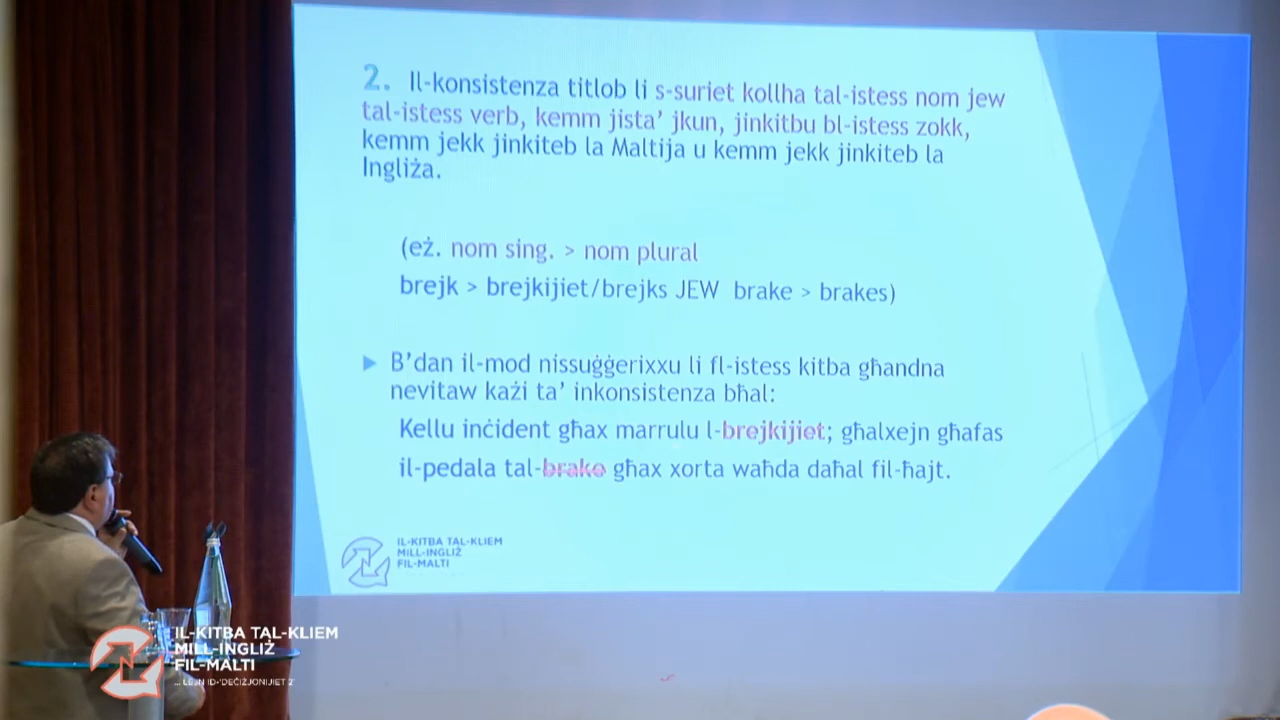 2. Il-konsistenza titlob li s-suriet kollha tal-istess nom jew
tal-istess verb, kemm jista’ jkun, jinkitbu bl-istess zokk,
kemm jekk jinkiteb la Maltija u kemm jekk jinkiteb la
Ingliża.
(eż. nom sing. > nom plural
brejk > brejkijiet/brejks JEW brake > brakes)
B’dan il-mod nissuġġerixxu li fl-istess kitba għandna
nevitaw każi ta’ inkonsistenza bħal:
Kellu inċident għax marrulu l-brejkijiet; għalxejn għafas
il-pedala tal-brake għax xorta waħda daħal fil-ħajt.
IL-KITBA TAL-KLIEM
MILL-INGLIŻ
FIL-MALTI
IL-KITBA TAL-KLIEM
MILL-INGLIŻ
FIL-MALTI
... LEJN ID-'DEĊIŻJONIJIET 2'